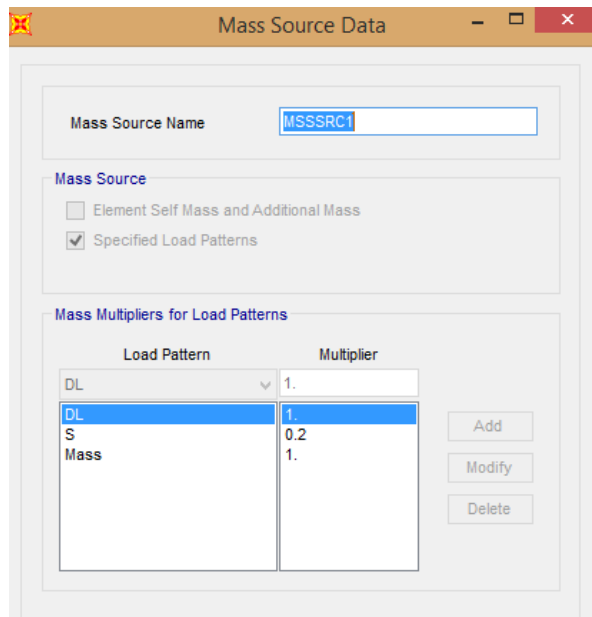 Mass Source Data
Mass Source Name MSSSRC1
Mass Source
Element Self Mass and Additional Mass
Specified Load Patterns
Mass Multipliers for Load Patterns
Load Pattern Multiplier
DL 1.
DL 1.
S 0.2
Mass 1.
Add
Modify
Delete